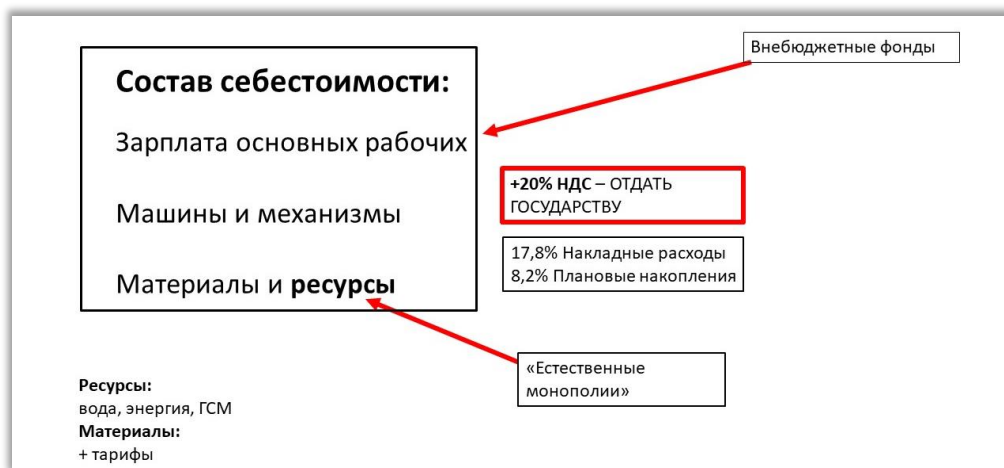 Внебюджетные фонды
Состав себестоимости:
Зарплата основных рабочих
Машины и механизмы
Материалы и ресурсы
+20% НДС – ОТДАТЬ
ГОСУДАРСТВУ
17,8% Накладные расходы
8,2% Плановые накопления
«Естественные
монополии»
Ресурсы:
вода, энергия, ГСМ
Материалы:
+ тарифы